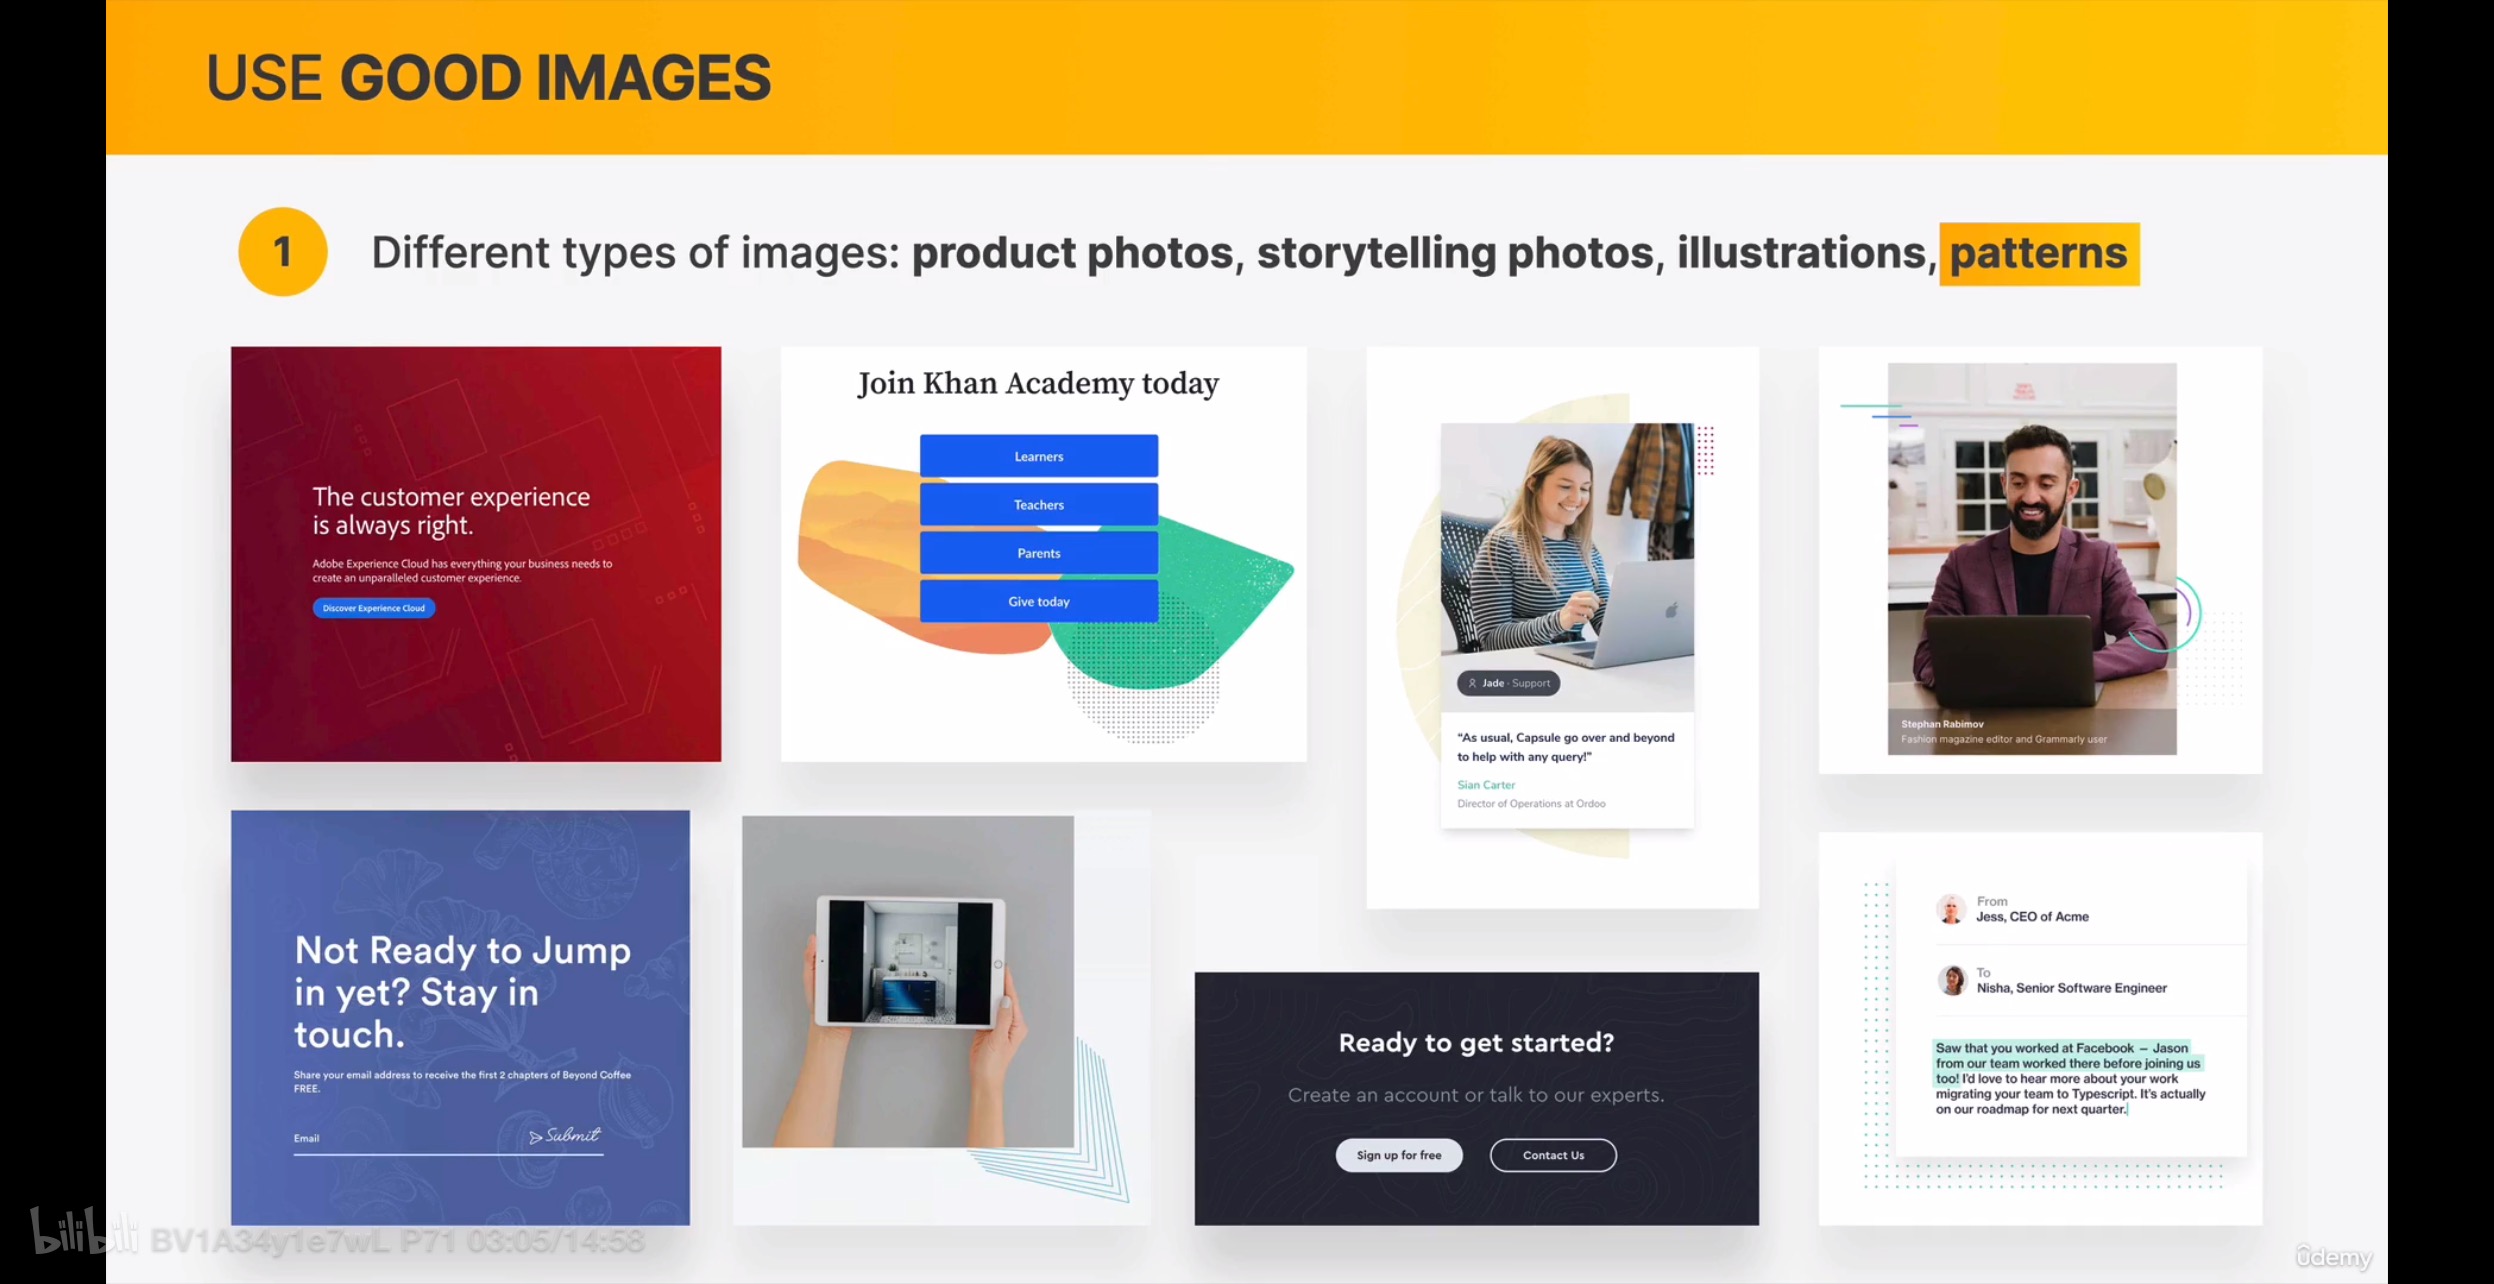 USE GOOD IMAGES
1
Different types of images: product photos, storytelling photos, illustrations, patterns
The customer experience
is always right.
Adobe Experience Cloud has everything your business needs to
create an unparalleled customer experience.
Discover Experience Cloud
Join Khan Academy today
Learners
Teachers
Parents
Give today
Jade · Support
“As usual, Capsule go over and beyond
to help with any query!”
Sian Carter
Director of Operations at Ordoo
Stephan Rabimov
Fashion magazine editor and Grammarly user
Not Ready to Jump
in yet? Stay in
touch.
Share your email address to receive the first 2 chapters of Beyond Coffee
FREE.
Email
Submit
Ready to get started?
Create an account or talk to our experts.
Sign up for free
Contact Us
From
Jess, CEO of Acme
To
Nisha, Senior Software Engineer
Saw that you worked at Facebook – Jason
from our team worked there before joining us
too! I'd love to hear more about your work
migrating your team to Typescript. It's actually
on our roadmap for next quarter.
bilibili BV1A34y1e7wL P71 03:05/14:58
ûdemy